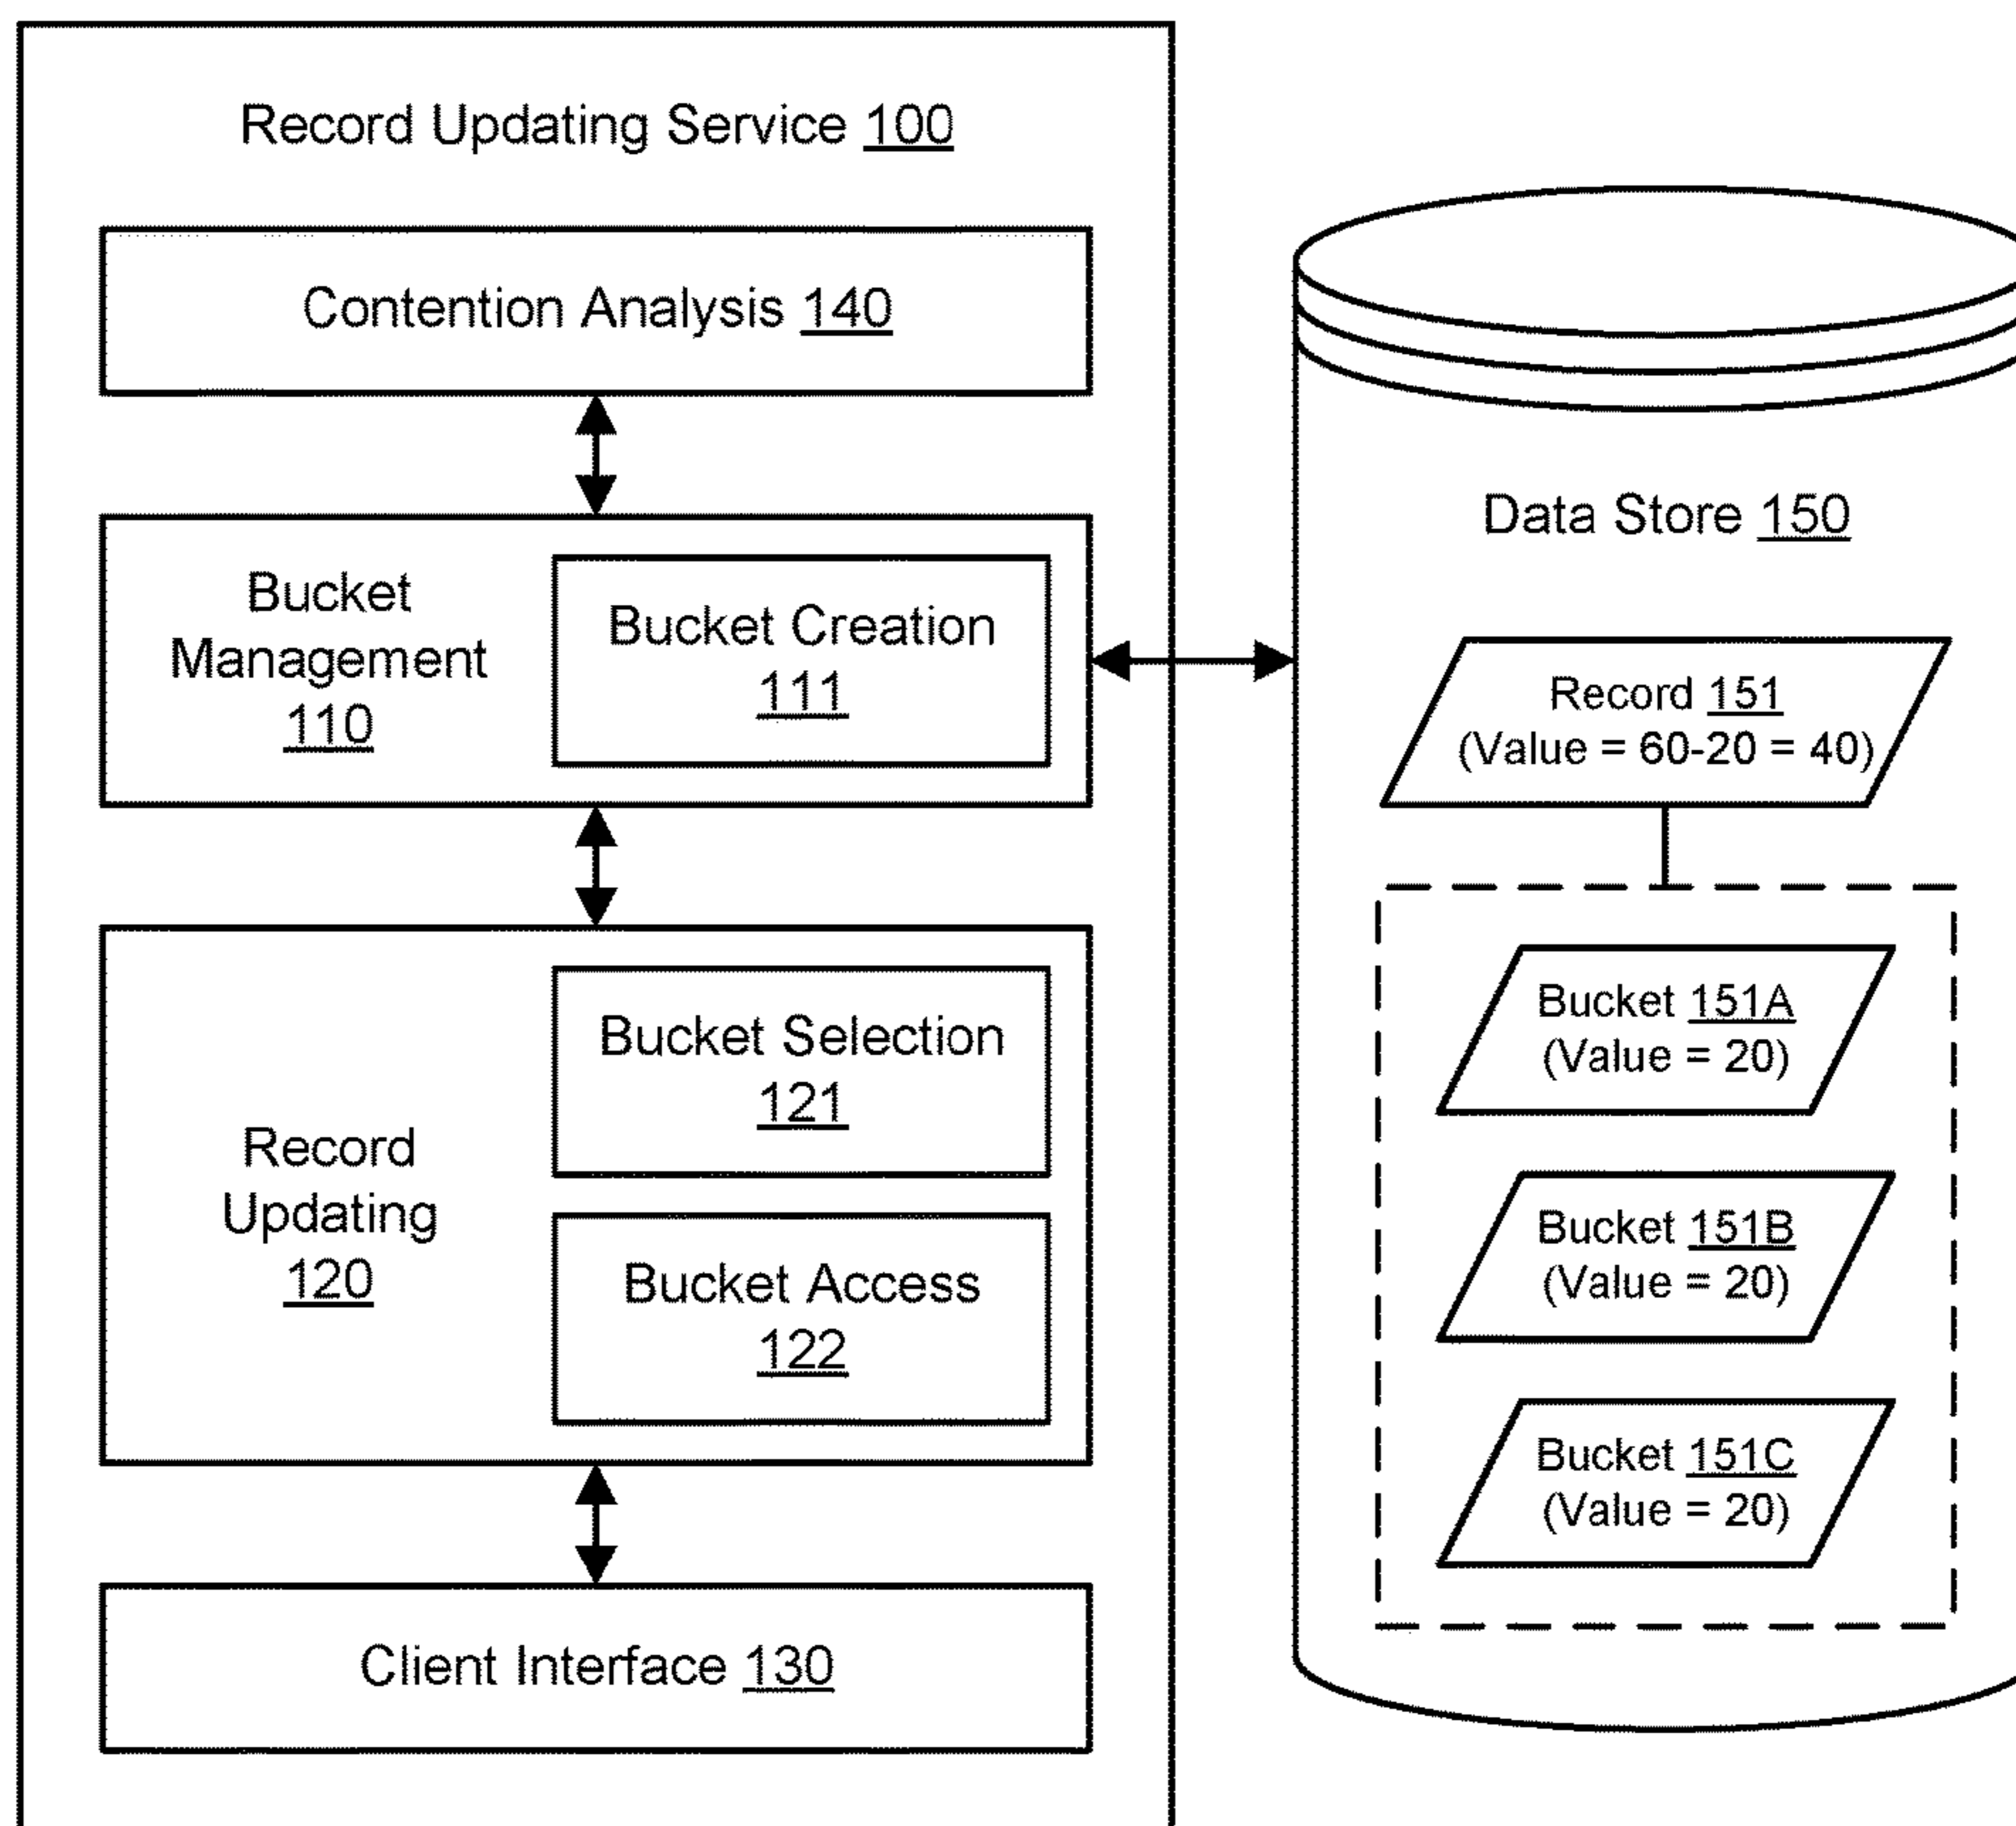 Record Updating Service 100
Contention Analysis 140
Bucket
Management
110
Bucket Creation
111
Record
Updating
120
Bucket Selection
121
Bucket Access
122
Client Interface 130
Data Store 150
Record 151
(Value = 60-20 = 40)
Bucket 151A
(Value = 20)
Bucket 151B
(Value = 20)
Bucket 151C
(Value = 20)